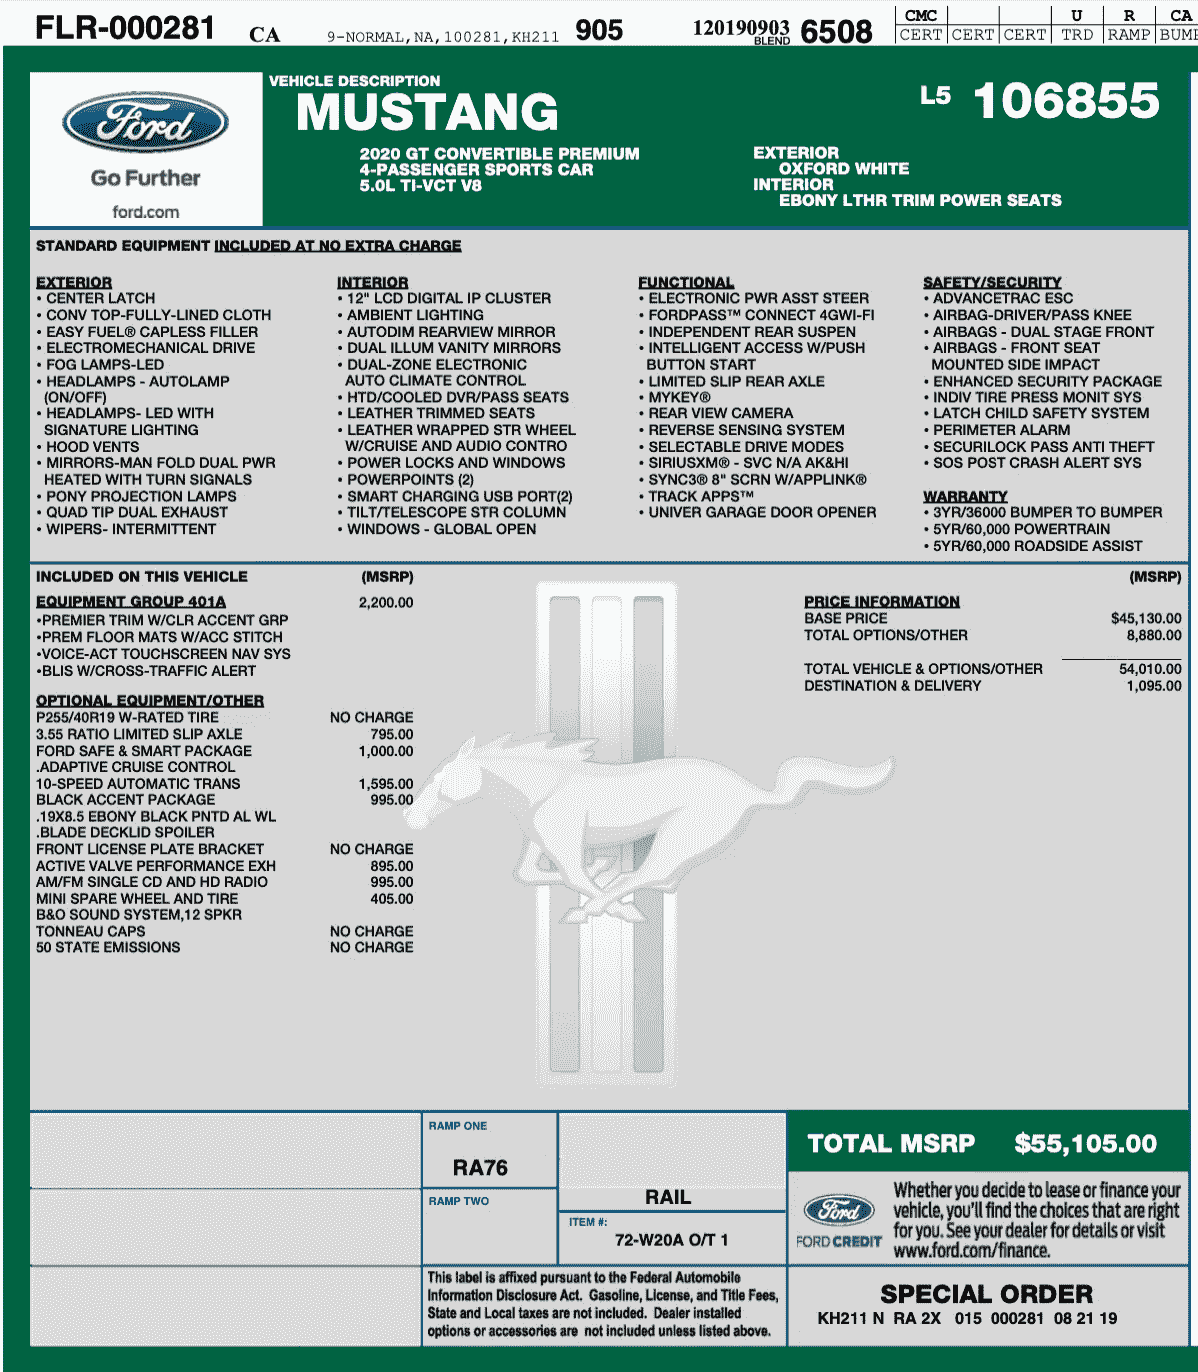 FLR-000281 CA 9-NORMAL,NA,100281,KH211 905 120190903 BLEND 6508
CMC U R CA
CERT CERT CERT TRD RAMP BUMP
Ford
Go Further
ford.com
VEHICLE DESCRIPTION
MUSTANG
2020 GT CONVERTIBLE PREMIUM
4-PASSENGER SPORTS CAR
5.0L TI-VCT V8
L5 106855
EXTERIOR
OXFORD WHITE
INTERIOR
EBONY LTHR TRIM POWER SEATS
STANDARD EQUIPMENT INCLUDED AT NO EXTRA CHARGE
EXTERIOR
• CENTER LATCH
• CONV TOP-FULLY-LINED CLOTH
• EASY FUEL® CAPLESS FILLER
• ELECTROMECHANICAL DRIVE
• FOG LAMPS-LED
• HEADLAMPS - AUTOLAMP
(ON/OFF)
• HEADLAMPS- LED WITH
SIGNATURE LIGHTING
• HOOD VENTS
• MIRRORS-MAN FOLD DUAL PWR
HEATED WITH TURN SIGNALS
• PONY PROJECTION LAMPS
• QUAD TIP DUAL EXHAUST
• WIPERS- INTERMITTENT
INTERIOR
• 12" LCD DIGITAL IP CLUSTER
• AMBIENT LIGHTING
• AUTODIM REARVIEW MIRROR
• DUAL ILLUM VANITY MIRRORS
• DUAL-ZONE ELECTRONIC
AUTO CLIMATE CONTROL
• HTD/COOLED DVR/PASS SEATS
• LEATHER TRIMMED SEATS
• LEATHER WRAPPED STR WHEEL
W/CRUISE AND AUDIO CONTRO
• POWER LOCKS AND WINDOWS
• POWERPOINTS (2)
• SMART CHARGING USB PORT(2)
• TILT/TELESCOPE STR COLUMN
• WINDOWS - GLOBAL OPEN
FUNCTIONAL
• ELECTRONIC PWR ASST STEER
• FORDPASS™ CONNECT 4GWI-FI
• INDEPENDENT REAR SUSPEN
• INTELLIGENT ACCESS W/PUSH
BUTTON START
• LIMITED SLIP REAR AXLE
• MYKEY®
• REAR VIEW CAMERA
• REVERSE SENSING SYSTEM
• SELECTABLE DRIVE MODES
• SIRIUSXM® - SVC N/A AK&HI
• SYNC3® 8" SCRN W/APPLINK®
• TRACK APPS™
• UNIVER GARAGE DOOR OPENER
SAFETY/SECURITY
• ADVANCETRAC ESC
• AIRBAG-DRIVER/PASS KNEE
• AIRBAGS - DUAL STAGE FRONT
• AIRBAGS - FRONT SEAT
MOUNTED SIDE IMPACT
• ENHANCED SECURITY PACKAGE
• INDIV TIRE PRESS MONIT SYS
• LATCH CHILD SAFETY SYSTEM
• PERIMETER ALARM
• SECURILOCK PASS ANTI THEFT
• SOS POST CRASH ALERT SYS
WARRANTY
• 3YR/36000 BUMPER TO BUMPER
• 5YR/60,000 POWERTRAIN
• 5YR/60,000 ROADSIDE ASSIST
INCLUDED ON THIS VEHICLE (MSRP)
EQUIPMENT GROUP 401A 2,200.00
•PREMIER TRIM W/CLR ACCENT GRP
•PREM FLOOR MATS W/ACC STITCH
•VOICE-ACT TOUCHSCREEN NAV SYS
•BLIS W/CROSS-TRAFFIC ALERT
OPTIONAL EQUIPMENT/OTHER
P255/40R19 W-RATED TIRE NO CHARGE
3.55 RATIO LIMITED SLIP AXLE 795.00
FORD SAFE & SMART PACKAGE 1,000.00
.ADAPTIVE CRUISE CONTROL
10-SPEED AUTOMATIC TRANS 1,595.00
BLACK ACCENT PACKAGE 995.00
.19X8.5 EBONY BLACK PNTD AL WL
.BLADE DECKLID SPOILER
FRONT LICENSE PLATE BRACKET NO CHARGE
ACTIVE VALVE PERFORMANCE EXH 895.00
AM/FM SINGLE CD AND HD RADIO 995.00
MINI SPARE WHEEL AND TIRE 405.00
B&O SOUND SYSTEM,12 SPKR
TONNEAU CAPS NO CHARGE
50 STATE EMISSIONS NO CHARGE
(MSRP)
PRICE INFORMATION
BASE PRICE $45,130.00
TOTAL OPTIONS/OTHER 8,880.00
TOTAL VEHICLE & OPTIONS/OTHER 54,010.00
DESTINATION & DELIVERY 1,095.00
RAMP ONE
RA76
RAMP TWO
RAIL
ITEM #:
72-W20A O/T 1
TOTAL MSRP $55,105.00
Ford
FORD CREDIT
Whether you decide to lease or finance your
vehicle, you'll find the choices that are right
for you. See your dealer for details or visit
www.ford.com/finance.
This label is affixed pursuant to the Federal Automobile
Information Disclosure Act. Gasoline, License, and Title Fees,
State and Local taxes are not included. Dealer installed
options or accessories are not included unless listed above.
SPECIAL ORDER
KH211 N RA 2X 015 000281 08 21 19